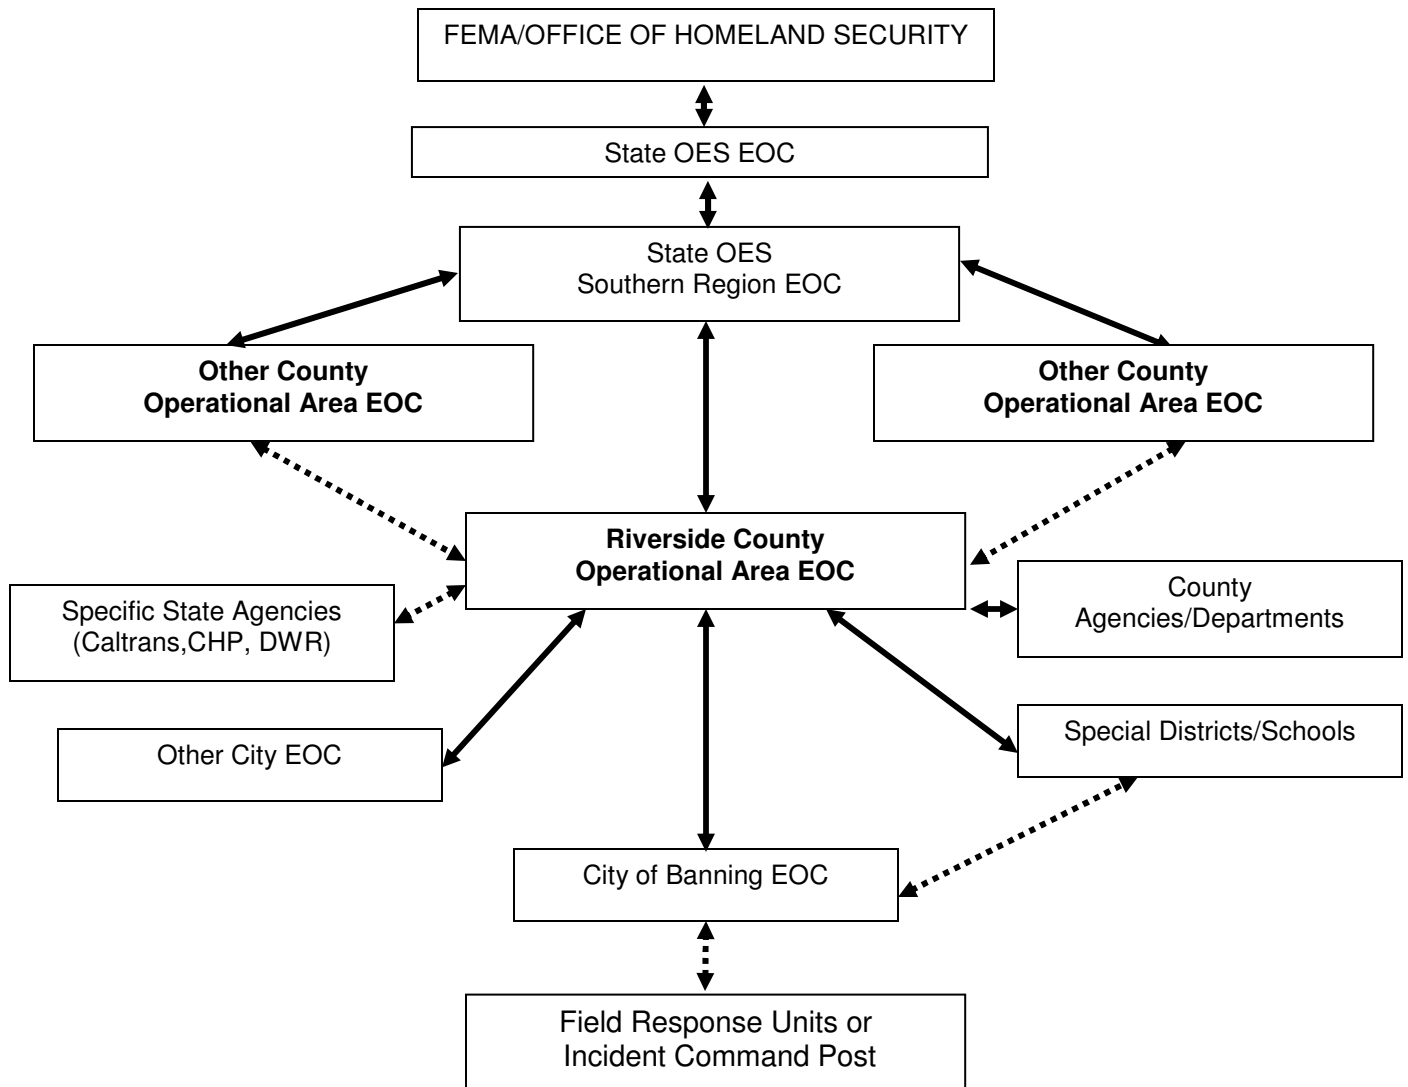 FEMA/OFFICE OF HOMELAND SECURITY
State OES EOC
State OES
Southern Region EOC
Other County
Operational Area EOC
Other County
Operational Area EOC
Riverside County
Operational Area EOC
Specific State Agencies
(Caltrans,CHP, DWR)
County
Agencies/Departments
Other City EOC
Special Districts/Schools
City of Banning EOC
Field Response Units or
Incident Command Post